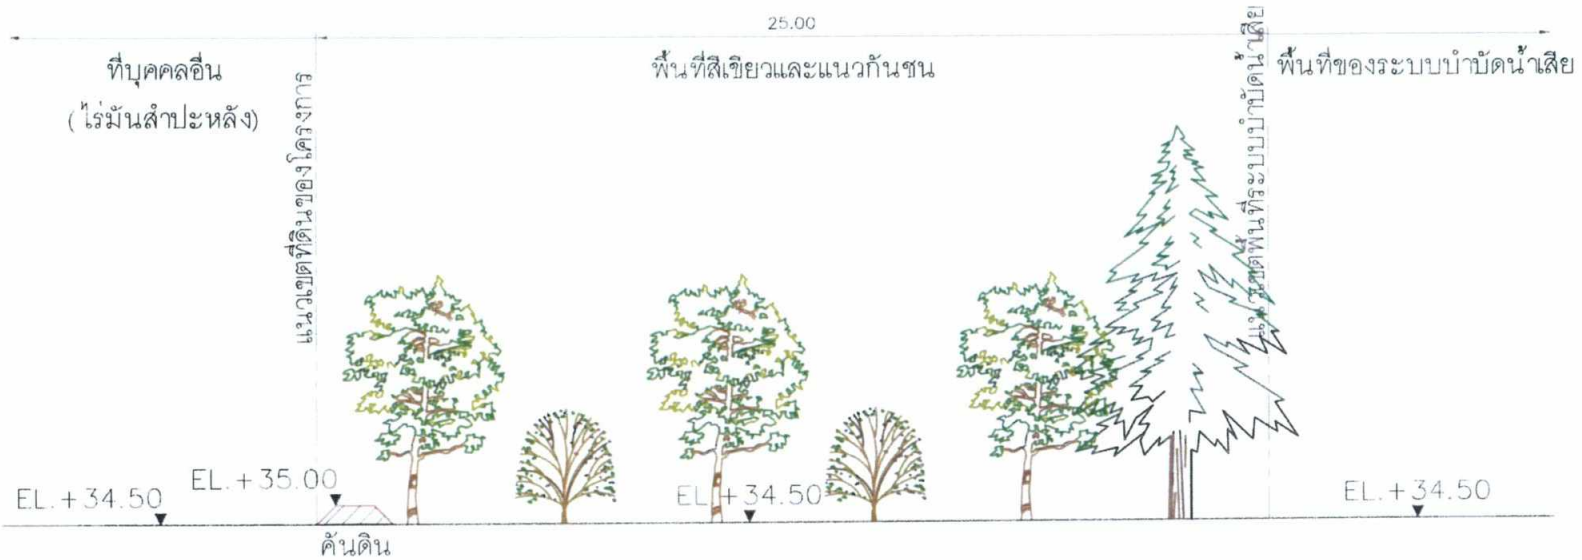 25.00
ที่บุคคลอื่น
(ไร่มันสำปะหลัง)
แนวเขตที่ดินของโครงการ
พื้นที่สีเขียวและแนวกันชน
แนวเขตพื้นที่ระบบบำบัดน้ำเสีย
พื้นที่ของระบบบำบัดน้ำเสีย
EL.+34.50
EL.+35.00
EL.+34.50
EL.+34.50
คันดิน